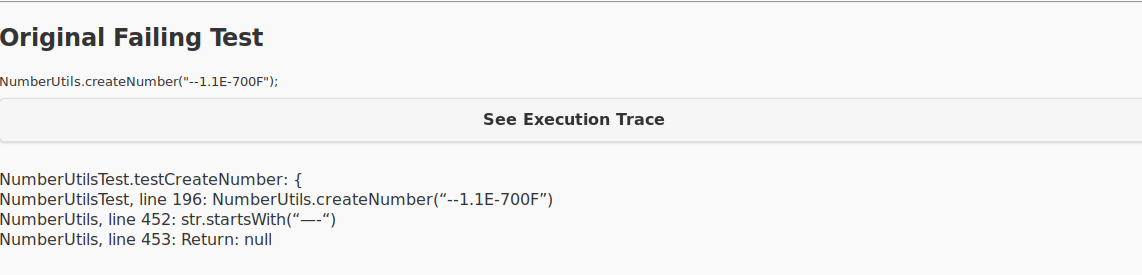 Original Failing Test
NumberUtils.createNumber("--1.1E-700F");
See Execution Trace
NumberUtilsTest.testCreateNumber: {
NumberUtilsTest, line 196: NumberUtils.createNumber(“--1.1E-700F”)
NumberUtils, line 452: str.startsWith(“—-“)
NumberUtils, line 453: Return: null